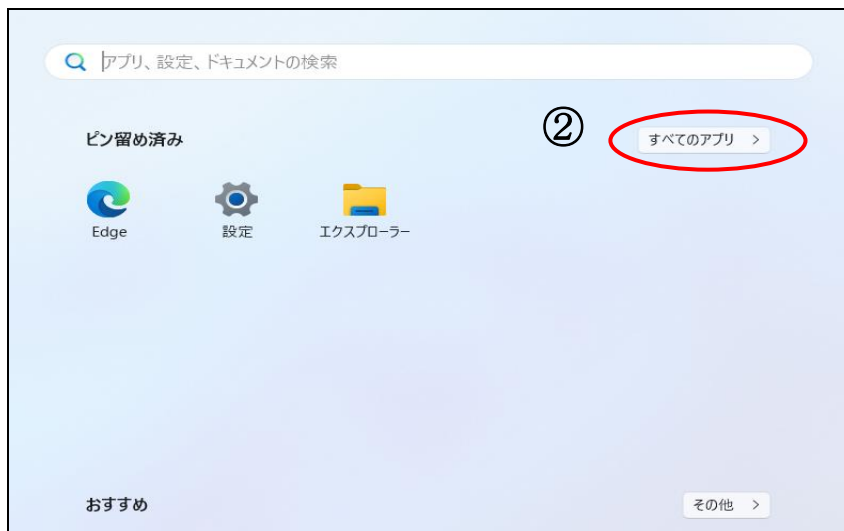 アプリ、設定、ドキュメントの検索
ピン留め済み
②
すべてのアプリ >
Edge
設定
エクスプローラー
おすすめ
その他 >